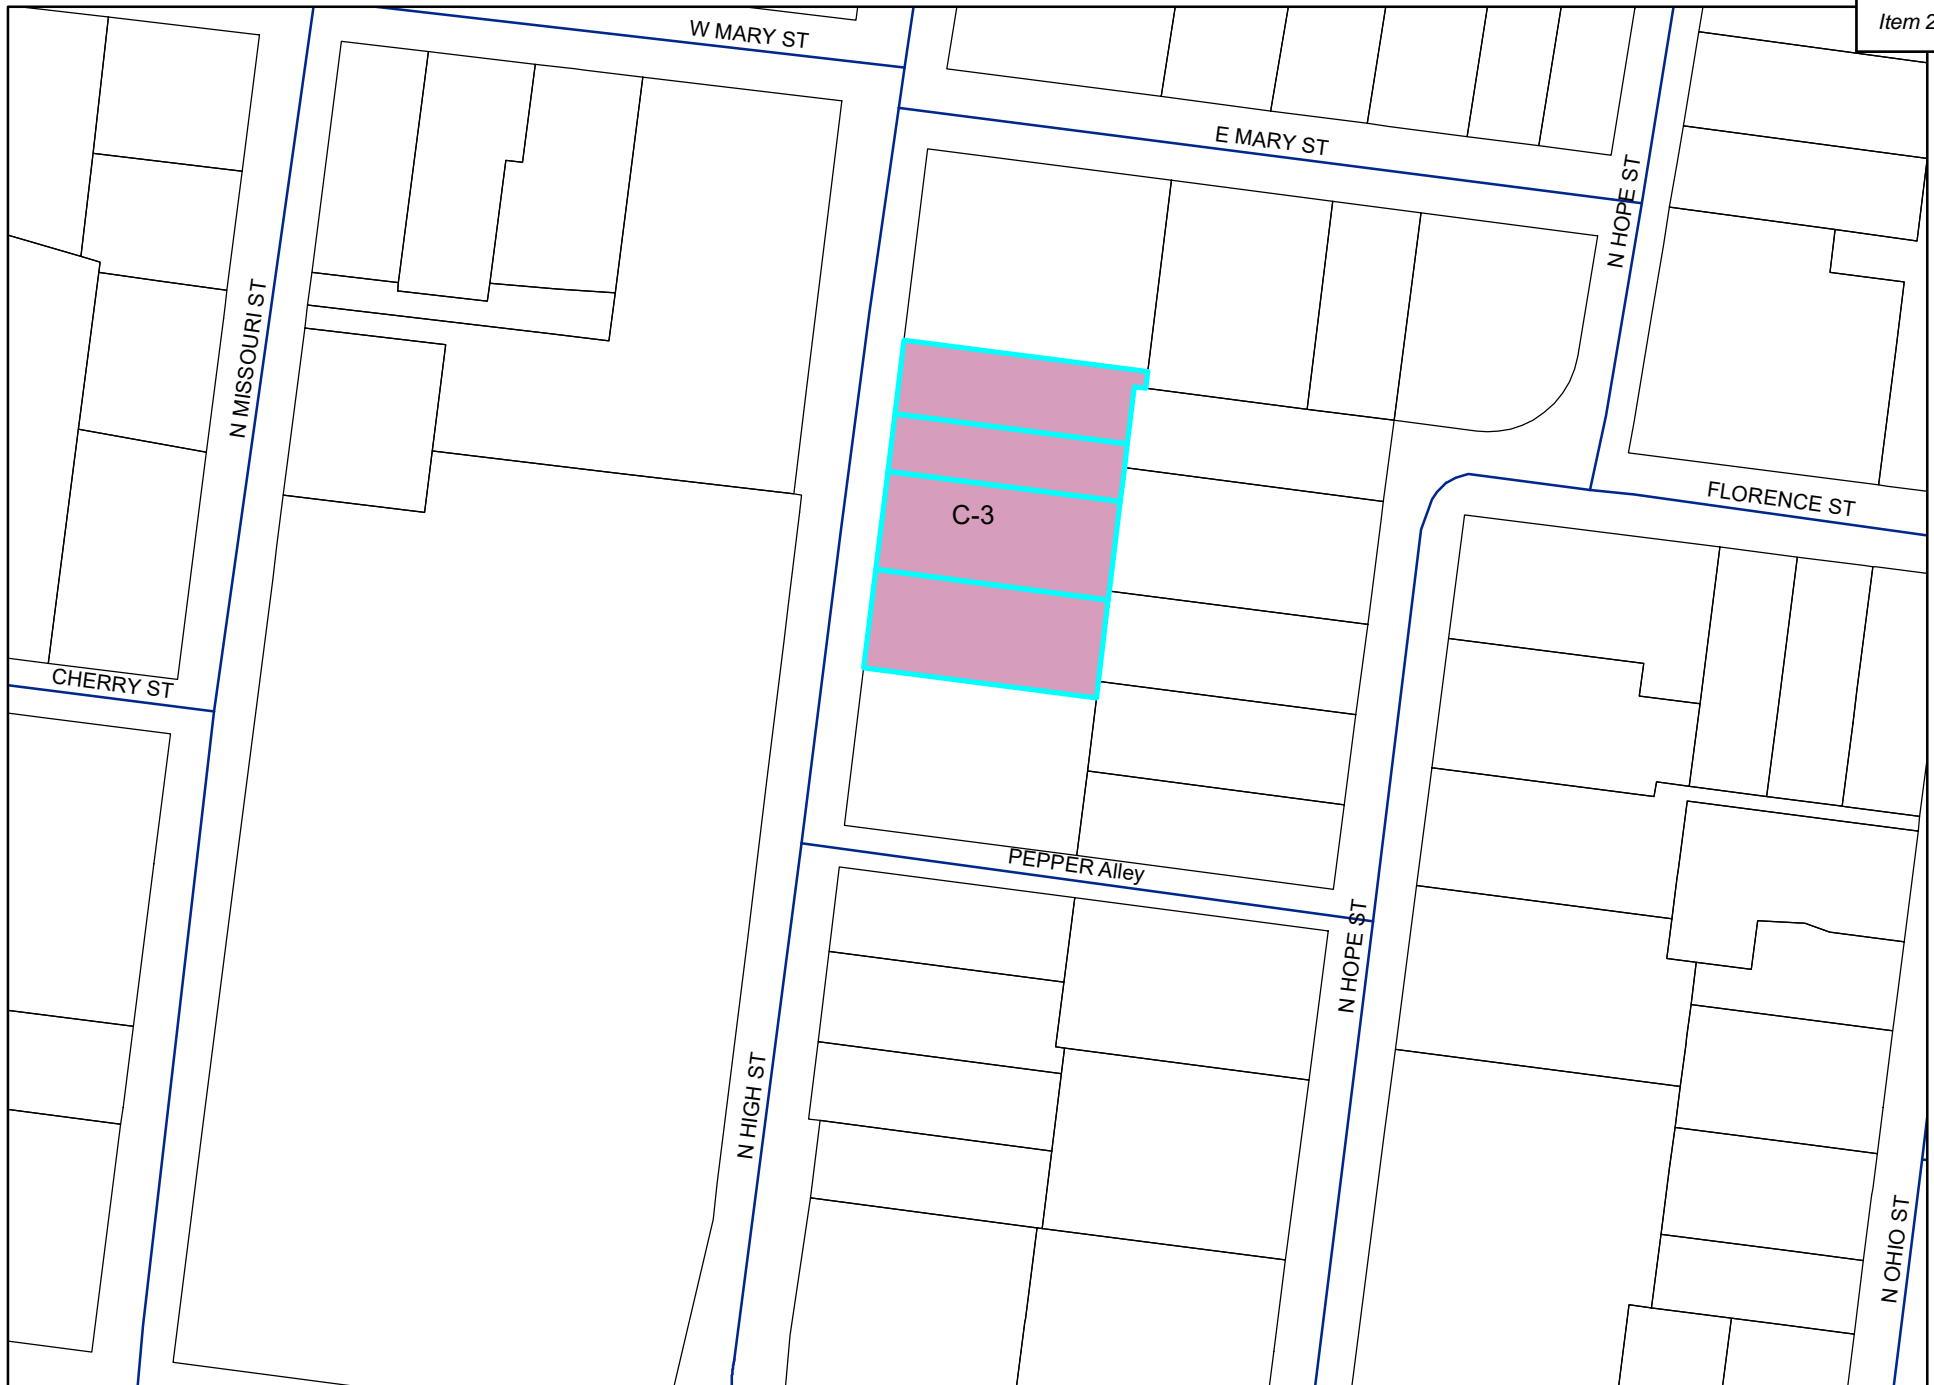 Item 2
W MARY ST
E MARY ST
N HOPE ST
N MISSOURI ST
FLORENCE ST
C-3
CHERRY ST
PEPPER Alley
N HOPE ST
N HIGH ST
N OHIO ST